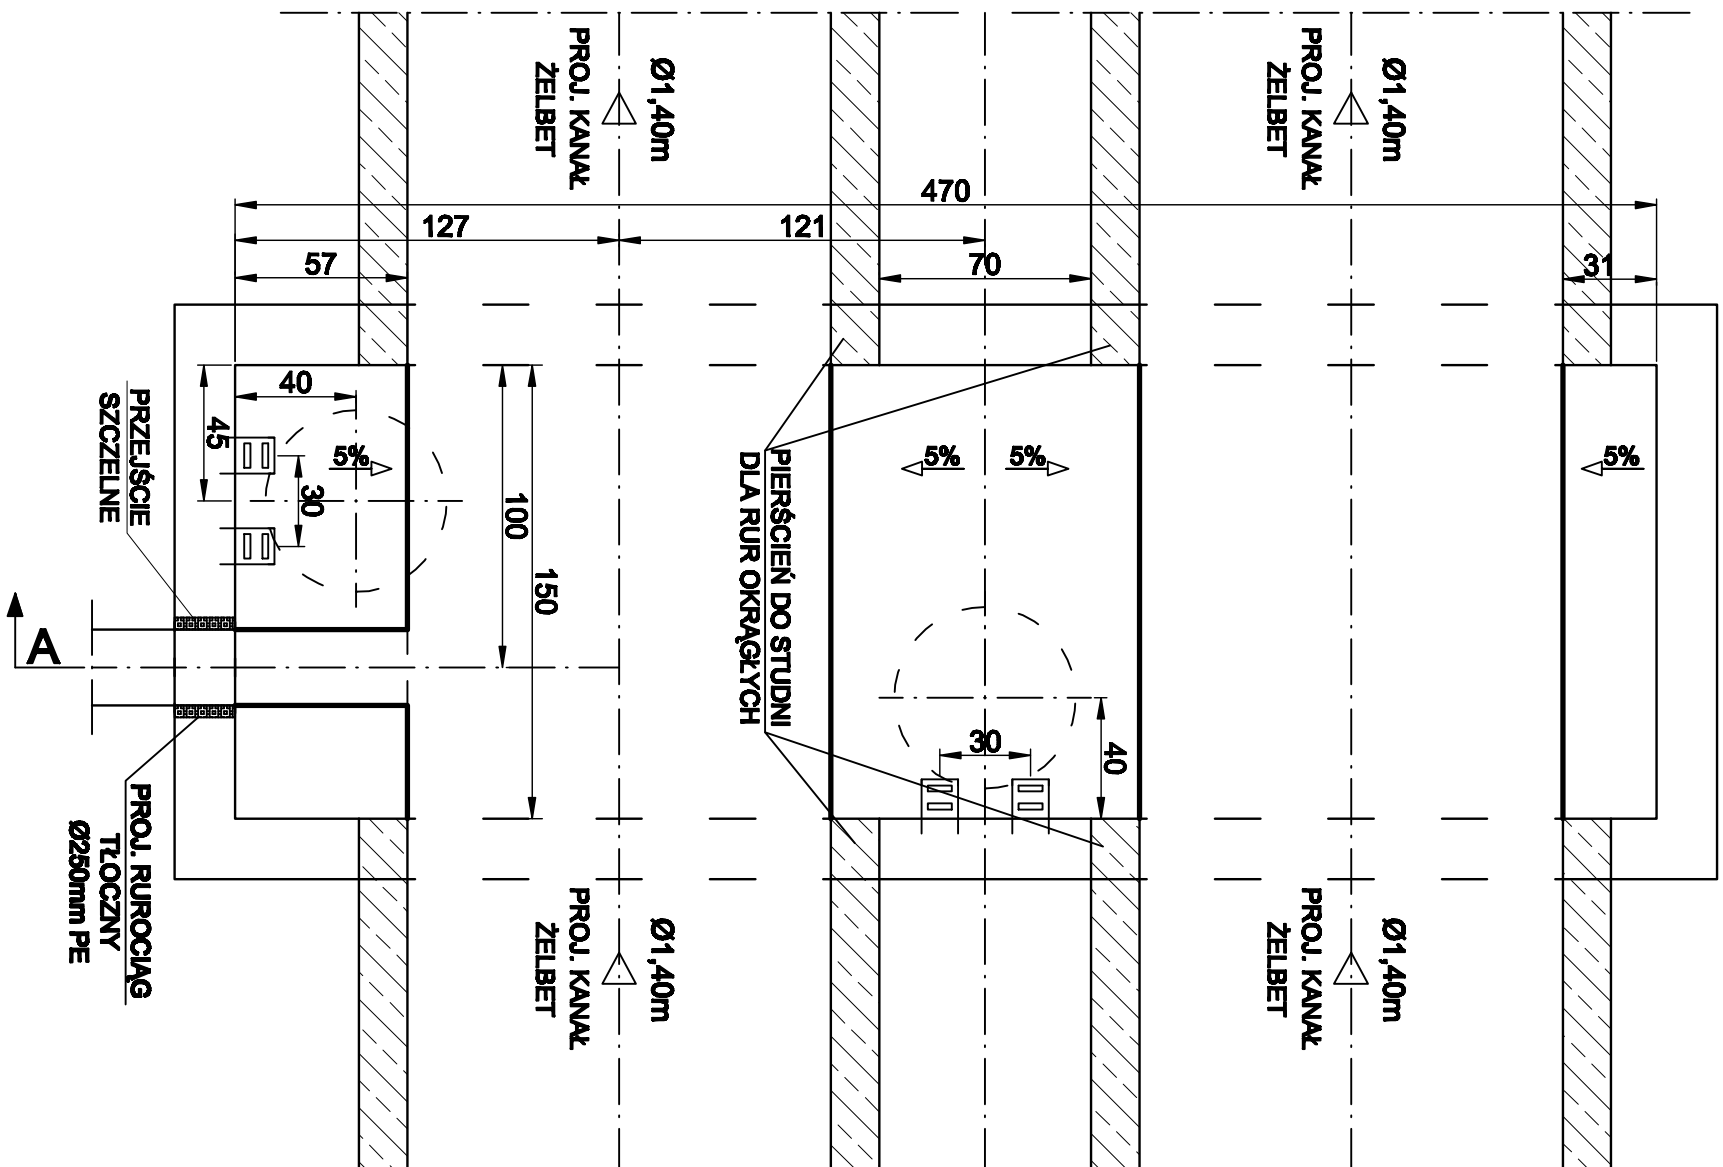 PROJ. KANAŁ
ŻELBET
Ø1,40m
PROJ. KANAŁ
ŻELBET
Ø1,40m
470
127
121
57
70
31
40
45
30
5%
100
150
5%
5%
5%
PRZEJŚCIE
SZCZELNE
PIERŚCIEŃ DO STUDNI
DLA RUR OKRĄGŁYCH
A
30
40
PROJ. RUROCIĄG
TŁOCZNY
Ø250mm PE
PROJ. KANAŁ
ŻELBET
Ø1,40m
PROJ. KANAŁ
ŻELBET
Ø1,40m